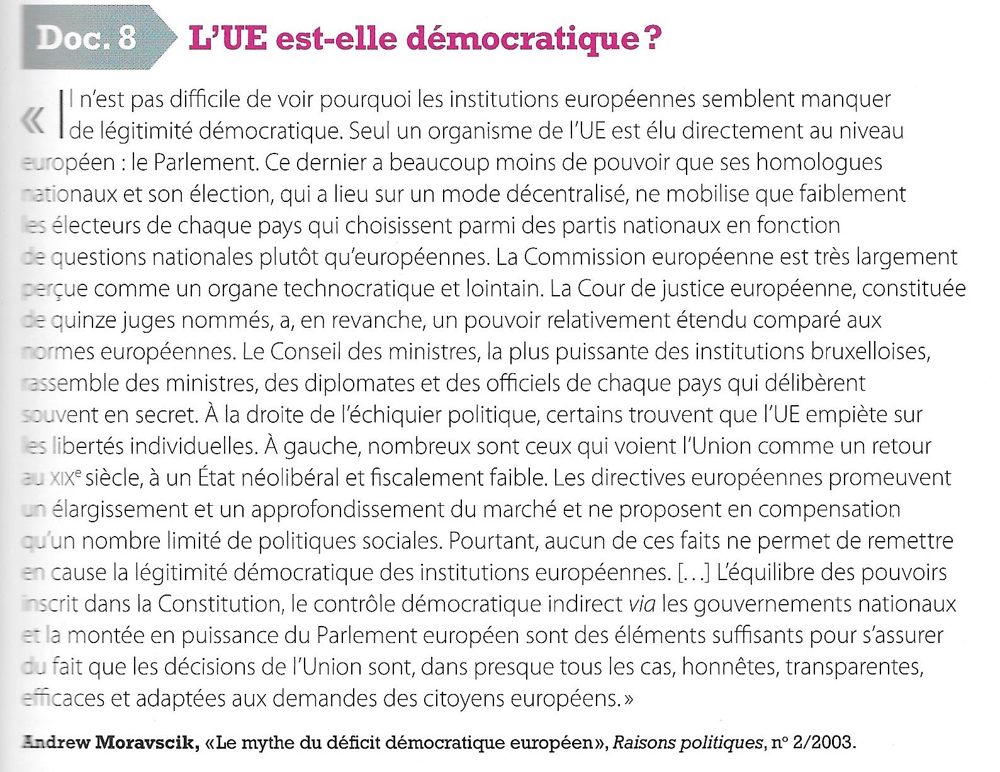 Doc. 8 L'UE est-elle démocratique ?
« Il n'est pas difficile de voir pourquoi les institutions européennes semblent manquer
de légitimité démocratique. Seul un organisme de l'UE est élu directement au niveau
européen : le Parlement. Ce dernier a beaucoup moins de pouvoir que ses homologues
nationaux et son élection, qui a lieu sur un mode décentralisé, ne mobilise que faiblement
les électeurs de chaque pays qui choisissent parmi des partis nationaux en fonction
de questions nationales plutôt qu'européennes. La Commission européenne est très largement
perçue comme un organe technocratique et lointain. La Cour de justice européenne, constituée
de quinze juges nommés, a, en revanche, un pouvoir relativement étendu comparé aux
normes européennes. Le Conseil des ministres, la plus puissante des institutions bruxelloises,
rassemble des ministres, des diplomates et des officiels de chaque pays qui délibèrent
souvent en secret. À la droite de l'échiquier politique, certains trouvent que l'UE empiète sur
les libertés individuelles. À gauche, nombreux sont ceux qui voient l'Union comme un retour
au XIXe siècle, à un État néolibéral et fiscalement faible. Les directives européennes promeuvent
un élargissement et un approfondissement du marché et ne proposent en compensation
qu'un nombre limité de politiques sociales. Pourtant, aucun de ces faits ne permet de remettre
en cause la légitimité démocratique des institutions européennes. [...] L'équilibre des pouvoirs
inscrit dans la Constitution, le contrôle démocratique indirect via les gouvernements nationaux
et la montée en puissance du Parlement européen sont des éléments suffisants pour s'assurer
du fait que les décisions de l'Union sont, dans presque tous les cas, honnêtes, transparentes,
efficaces et adaptées aux demandes des citoyens européens. »
Andrew Moravscik, «Le mythe du déficit démocratique européen», Raisons politiques, n° 2/2003.